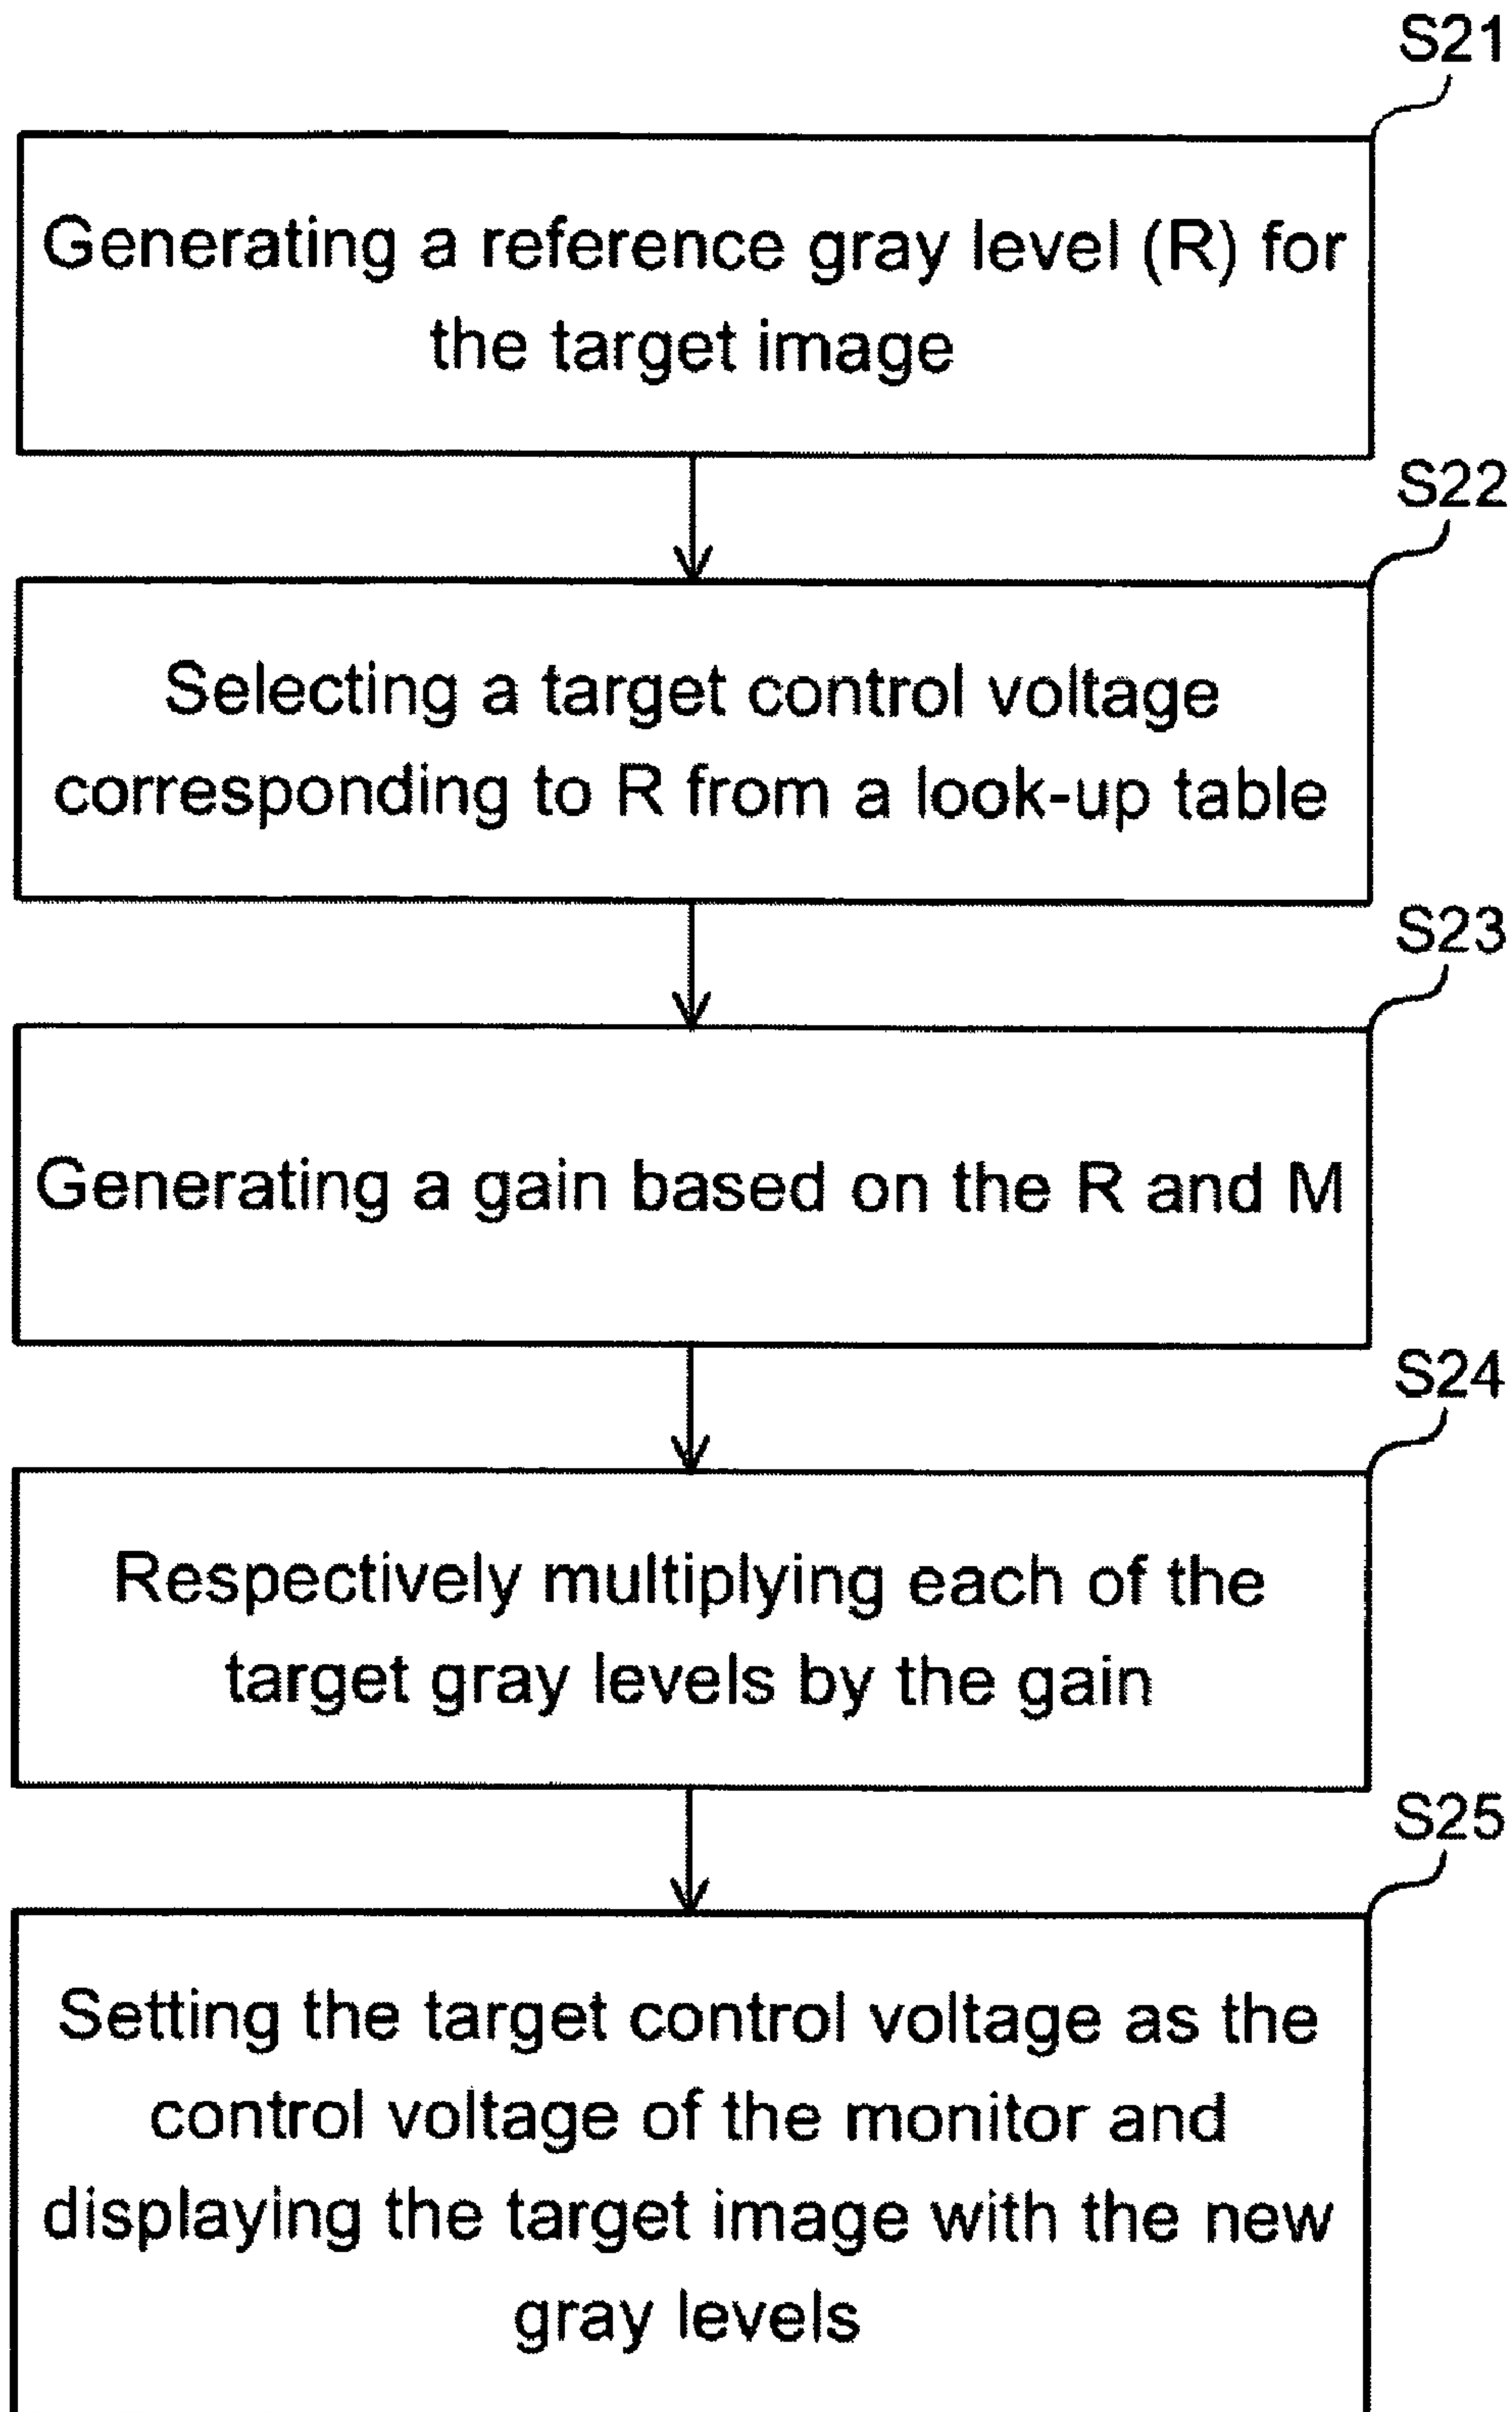 S21
Generating a reference gray level (R) for
the target image
S22
Selecting a target control voltage
corresponding to R from a look-up table
S23
Generating a gain based on the R and M
S24
Respectively multiplying each of the
target gray levels by the gain
S25
Setting the target control voltage as the
control voltage of the monitor and
displaying the target image with the new
gray levels